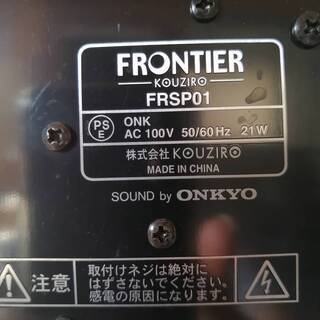 FRONTIER
KOUZIRO
FRSP01
PS
E
ONK
AC 100V 50/60Hz 21W
株式会社 KOUZIRO
MADE IN CHINA
SOUND by ONKYO
注意
取付けネジは絶対に
はずさないでください。
感電の原因になります。